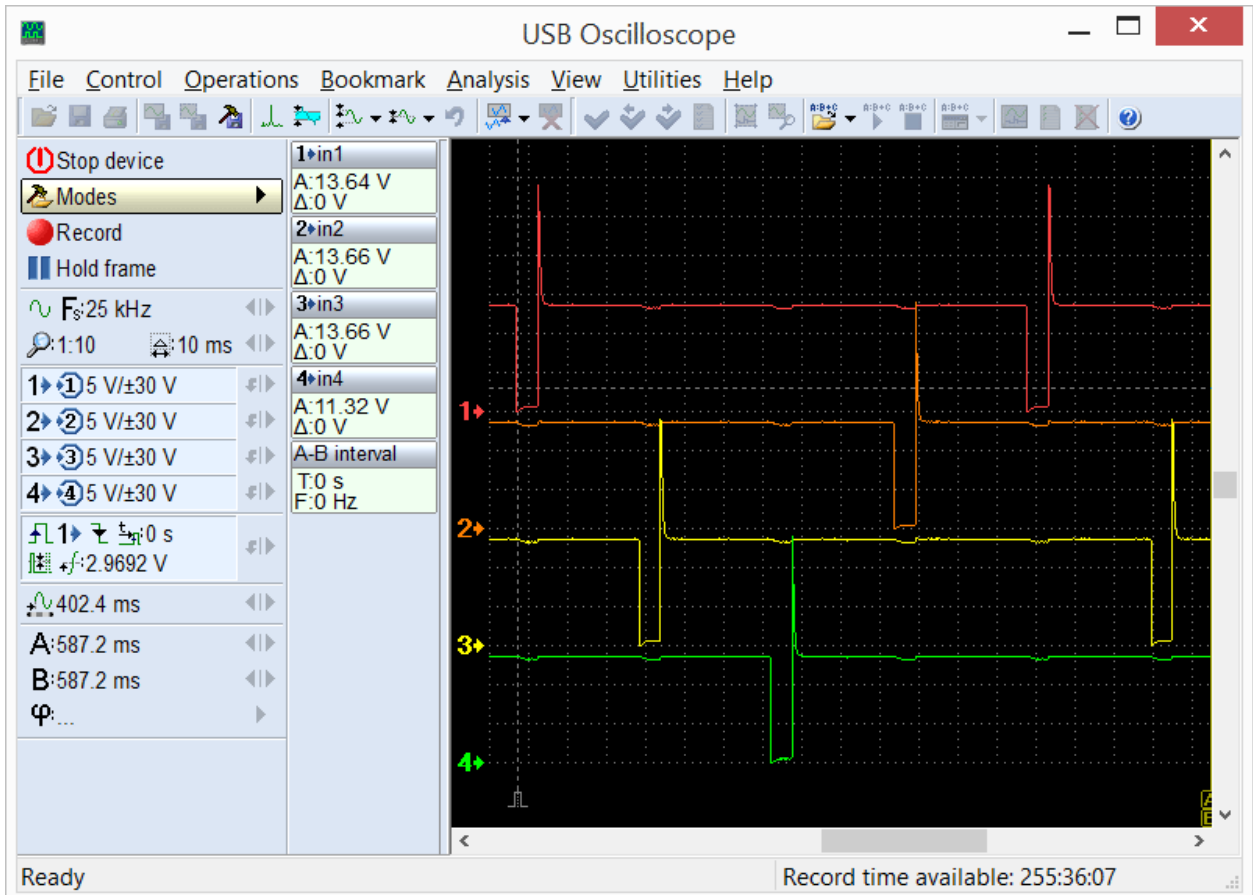 USB Oscilloscope
File Control Operations Bookmark Analysis View Utilities Help
A:B+C A:B+C A:B+C A:B+C
Stop device
Modes
Record
Hold frame
Fs:25 kHz
:1:10 :10 ms
1 1 5 V/±30 V
2 2 5 V/±30 V
3 3 5 V/±30 V
4 4 5 V/±30 V
1 :0 s
:2.9692 V
402.4 ms
A:587.2 ms
B:587.2 ms
φ:...
1 in1
A:13.64 V
Δ:0 V
2 in2
A:13.66 V
Δ:0 V
3 in3
A:13.66 V
Δ:0 V
4 in4
A:11.32 V
Δ:0 V
A-B interval
T:0 s
F:0 Hz
1
2
3
4
A
B
Ready
Record time available: 255:36:07